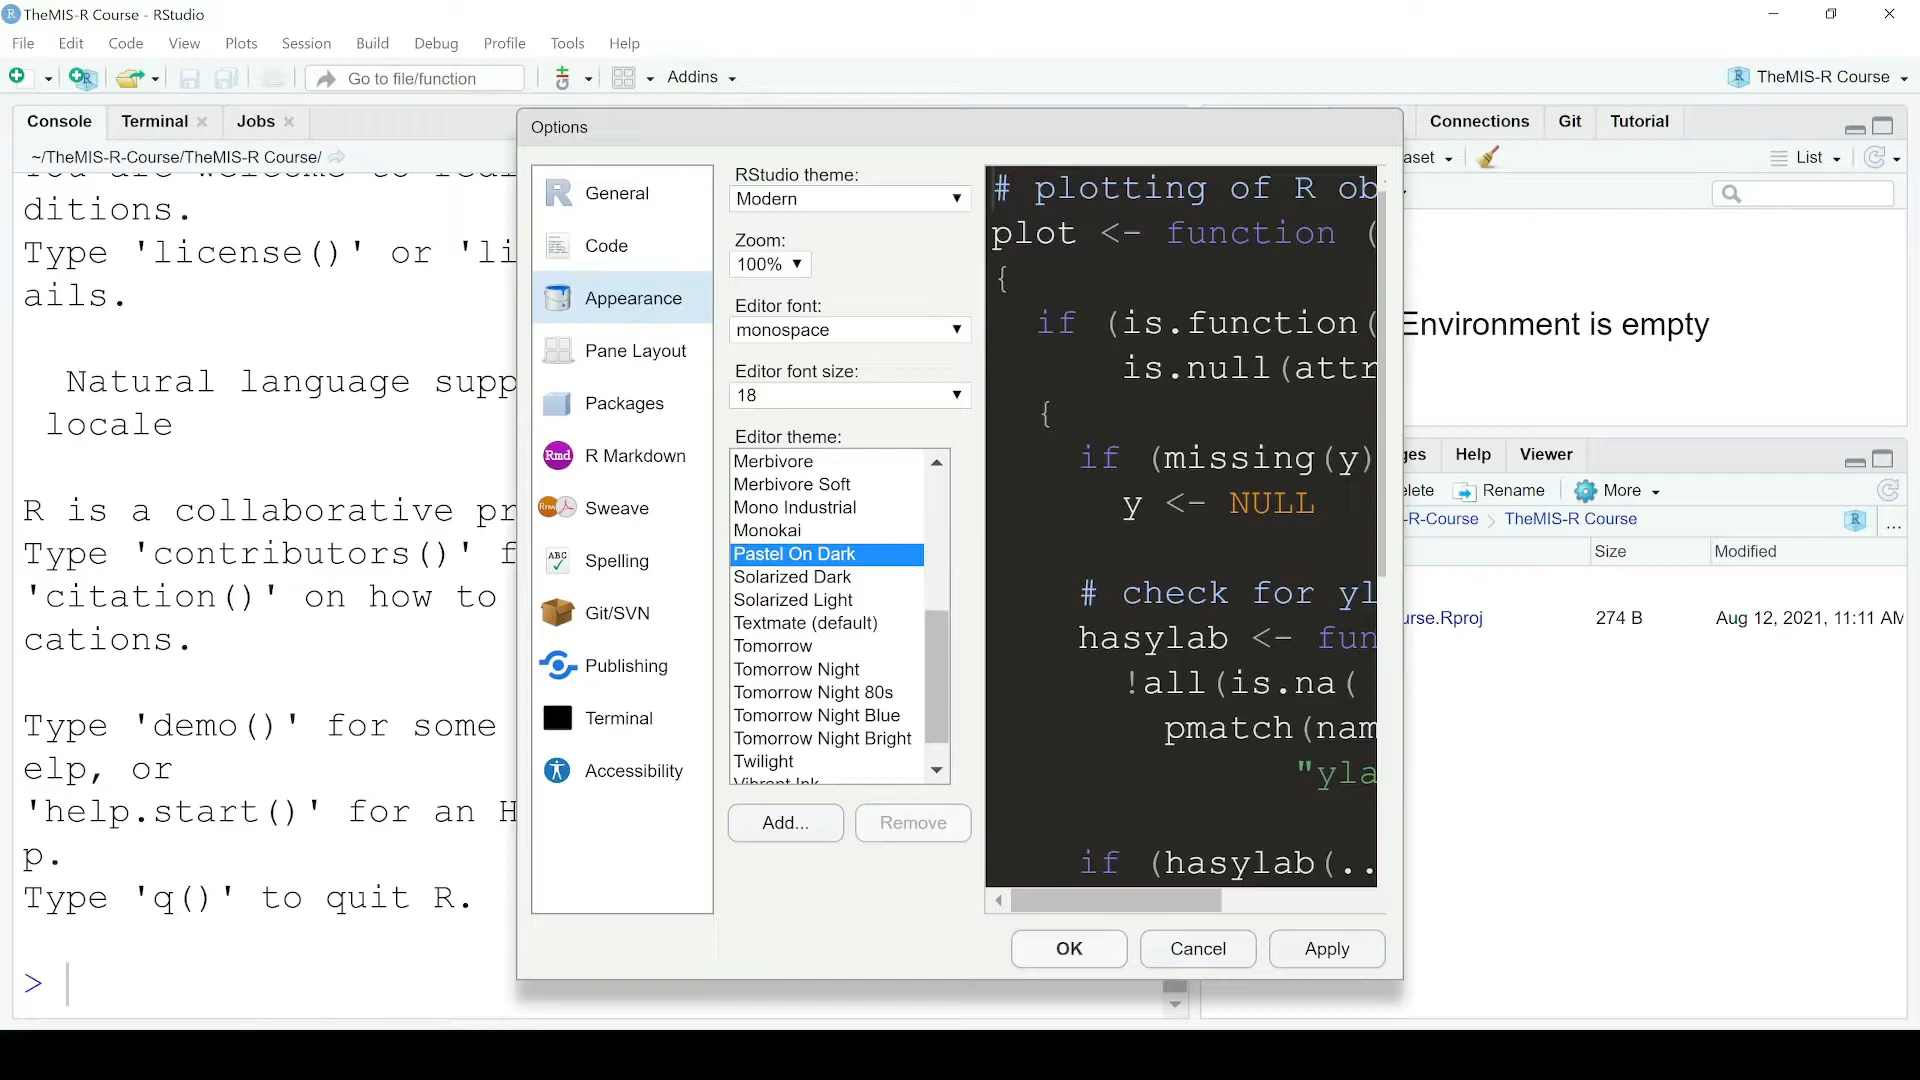 TheMIS-R Course - RStudio
File Edit Code View Plots Session Build Debug Profile Tools Help
Go to file/function Addins TheMIS-R Course
Console Terminal Jobs
~/TheMIS-R-Course/TheMIS-R Course/
ditions.
Type 'license()' or 'li
ails.
Natural language supp
locale
R is a collaborative pr
Type 'contributors()' f
'citation()' on how to
cations.
Type 'demo()' for some
elp, or
'help.start()' for an H
p.
Type 'q()' to quit R.
>
Options
General
Code
Appearance
Pane Layout
Packages
Rmd R Markdown
Rnw Sweave
ABC Spelling
Git/SVN
Publishing
Terminal
Accessibility
RStudio theme:
Modern
Zoom:
100%
Editor font:
monospace
Editor font size:
18
Editor theme:
Merbivore
Merbivore Soft
Mono Industrial
Monokai
Pastel On Dark
Solarized Dark
Solarized Light
Textmate (default)
Tomorrow
Tomorrow Night
Tomorrow Night 80s
Tomorrow Night Blue
Tomorrow Night Bright
Twilight
Vibrant Ink
Add... Remove
# plotting of R ob
plot <- function (
{
if (is.function(
is.null(attr
{
if (missing(y)
y <- NULL
# check for yl
hasylab <- fun
!all(is.na(
pmatch(nam
"yla
if (hasylab(..
OK Cancel Apply
Connections Git Tutorial
aset List
Environment is empty
ges Help Viewer
elete Rename More
-R-Course TheMIS-R Course ...
Size Modified
urse.Rproj 274 B Aug 12, 2021, 11:11 AM